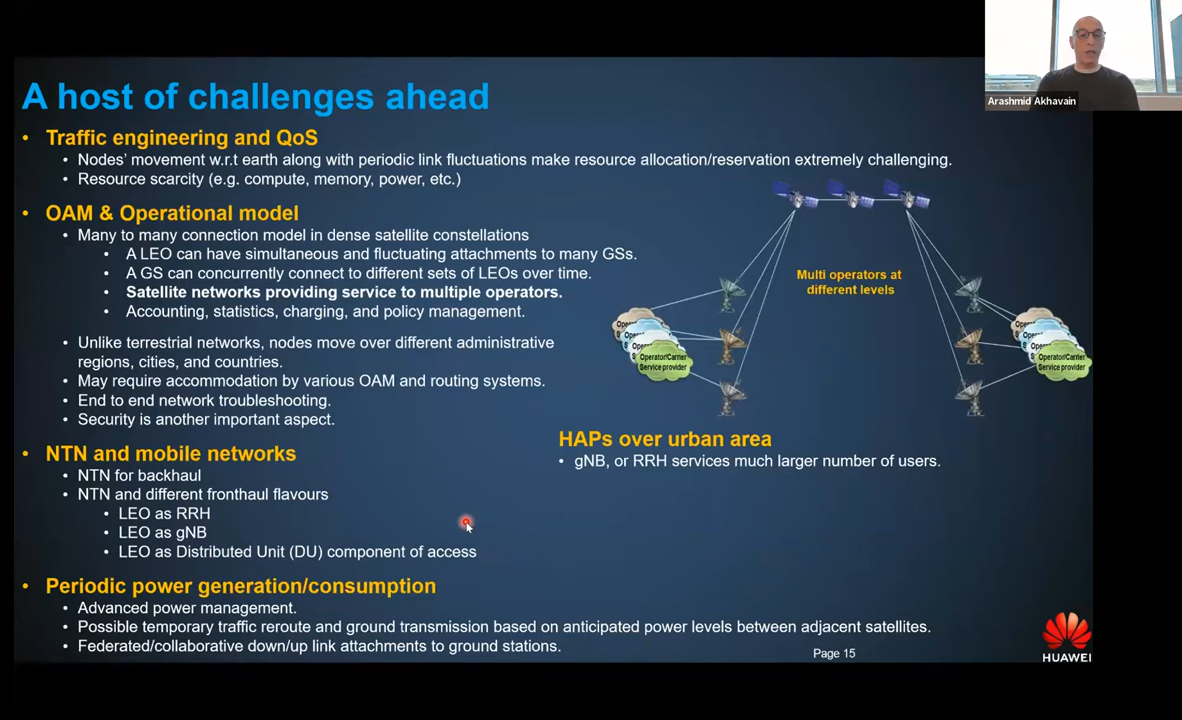 Arashmid Akhavain
A host of challenges ahead
• Traffic engineering and QoS
• Nodes' movement w.r.t earth along with periodic link fluctuations make resource allocation/reservation extremely challenging.
• Resource scarcity (e.g. compute, memory, power, etc.)
• OAM & Operational model
• Many to many connection model in dense satellite constellations
• A LEO can have simultaneous and fluctuating attachments to many GSs.
• A GS can concurrently connect to different sets of LEOs over time.
• Satellite networks providing service to multiple operators.
• Accounting, statistics, charging, and policy management.
• Unlike terrestrial networks, nodes move over different administrative
regions, cities, and countries.
• May require accommodation by various OAM and routing systems.
• End to end network troubleshooting.
• Security is another important aspect.
Multi operators at
different levels
Operator/Carrier
Service provider
Operator/Carrier
Service provider
HAPs over urban area
• gNB, or RRH services much larger number of users.
• NTN and mobile networks
• NTN for backhaul
• NTN and different fronthaul flavours
• LEO as RRH
• LEO as gNB
• LEO as Distributed Unit (DU) component of access
• Periodic power generation/consumption
• Advanced power management.
• Possible temporary traffic reroute and ground transmission based on anticipated power levels between adjacent satellites.
• Federated/collaborative down/up link attachments to ground stations.
Page 15
HUAWEI